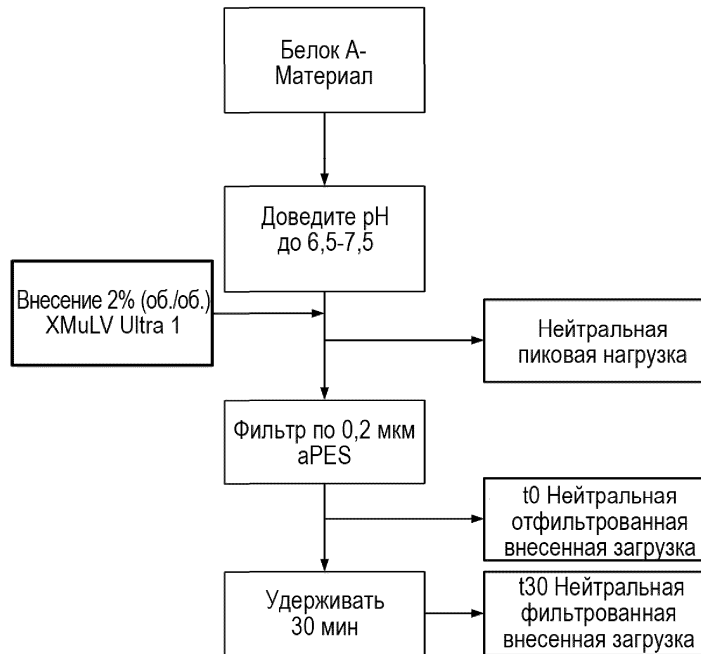 Белок А-
Материал
Доведите pH
до 6,5-7,5
Внесение 2% (об./об.)
XMuLV Ultra 1
Нейтральная
пиковая нагрузка
Фильтр по 0,2 мкм
aPES
t0 Нейтральная
отфильтрованная
внесенная загрузка
Удерживать
30 мин
t30 Нейтральная
фильтрованная
внесенная загрузка